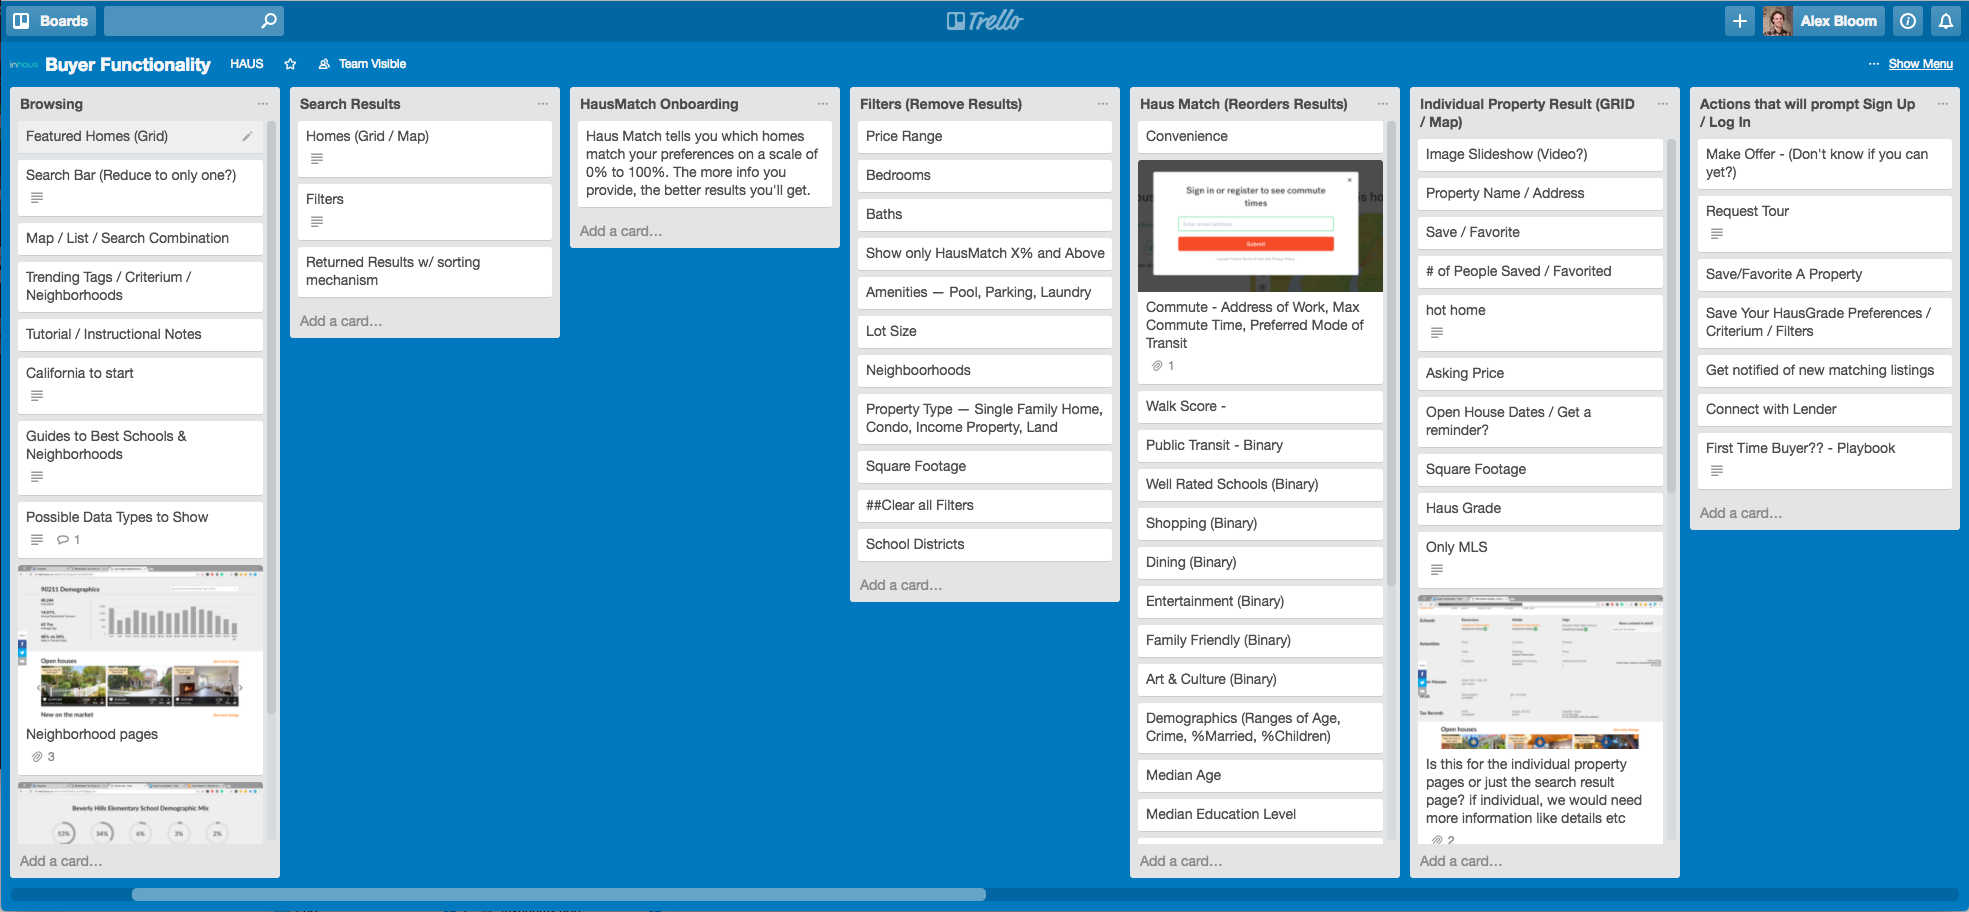 Boards
Trello
Alex Bloom
inhaus
Buyer Functionality
HAUS
Team Visible
Show Menu
Browsing
Featured Homes (Grid)
Search Bar (Reduce to only one?)
Map / List / Search Combination
Trending Tags / Criterium /
Neighborhoods
Tutorial / Instructional Notes
California to start
Guides to Best Schools &
Neighborhoods
Possible Data Types to Show
1
90211 Demographics
Open houses
New on the market
Neighborhood pages
3
Beverly Hills Elementary School Demographic Mix
53%
34%
6%
3%
2%
Add a card…
Search Results
Homes (Grid / Map)
Filters
Returned Results w/ sorting
mechanism
Add a card…
HausMatch Onboarding
Haus Match tells you which homes
match your preferences on a scale of
0% to 100%. The more info you
provide, the better results you'll get.
Add a card…
Filters (Remove Results)
Price Range
Bedrooms
Baths
Show only HausMatch X% and Above
Amenities — Pool, Parking, Laundry
Lot Size
Neighboorhoods
Property Type — Single Family Home,
Condo, Income Property, Land
Square Footage
##Clear all Filters
School Districts
Add a card…
Haus Match (Reorders Results)
Convenience
Sign in or register to see commute
times
Enter email address
Submit
Commute - Address of Work, Max
Commute Time, Preferred Mode of
Transit
1
Walk Score -
Public Transit - Binary
Well Rated Schools (Binary)
Shopping (Binary)
Dining (Binary)
Entertainment (Binary)
Family Friendly (Binary)
Art & Culture (Binary)
Demographics (Ranges of Age,
Crime, %Married, %Children)
Median Age
Median Education Level
Add a card…
Individual Property Result (GRID
/ Map)
Image Slideshow (Video?)
Property Name / Address
Save / Favorite
# of People Saved / Favorited
hot home
Asking Price
Open House Dates / Get a
reminder?
Square Footage
Haus Grade
Only MLS
Schools
Amenities
Tax Records
Open houses
Is this for the individual property
pages or just the search result
page? if individual, we would need
more information like details etc
2
Add a card…
Actions that will prompt Sign Up
/ Log In
Make Offer - (Don't know if you can
yet?)
Request Tour
Save/Favorite A Property
Save Your HausGrade Preferences /
Criterium / Filters
Get notified of new matching listings
Connect with Lender
First Time Buyer?? - Playbook
Add a card…